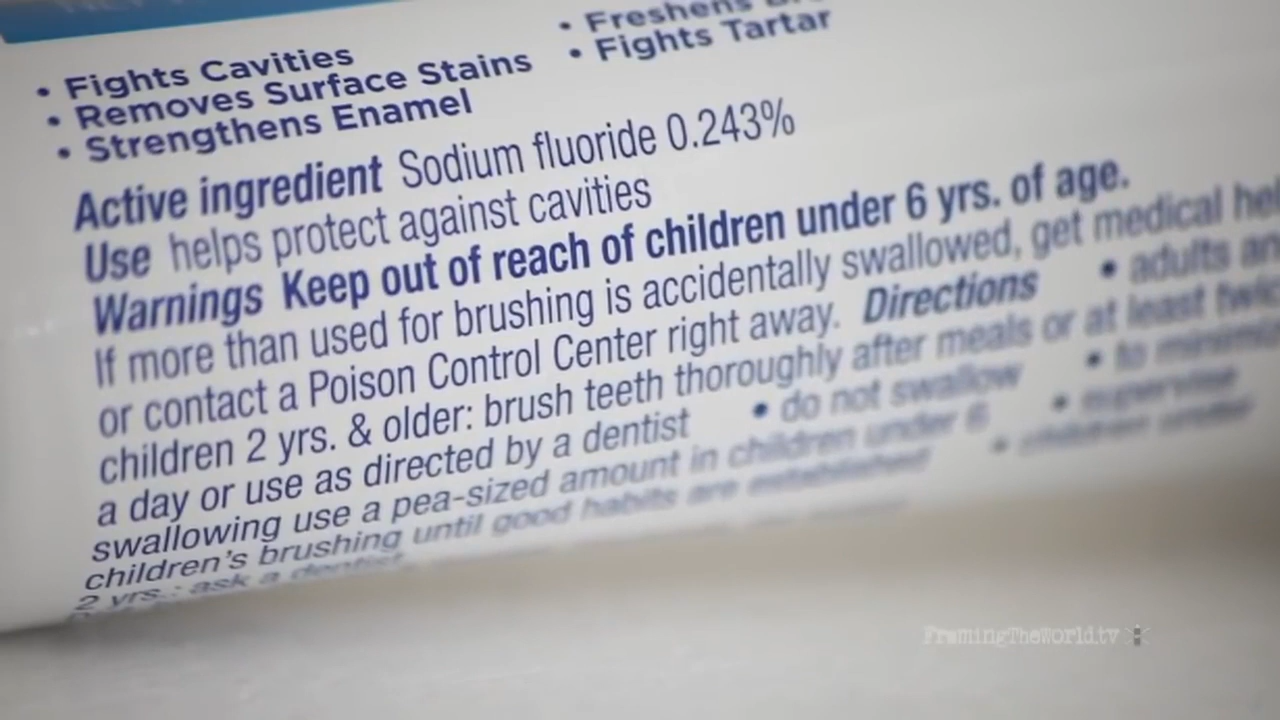 • Freshens
• Fights Cavities
• Fights Tartar
• Removes Surface Stains
• Strengthens Enamel
Active ingredient Sodium fluoride 0.243%
Use helps protect against cavities
Warnings Keep out of reach of children under 6 yrs. of age.
If more than used for brushing is accidentally swallowed, get medical
or contact a Poison Control Center right away. Directions • adults
children 2 yrs. & older: brush teeth thoroughly after meals or at least
a day or use as directed by a dentist • do not swallow • to
swallowing use a pea-sized amount in children under 6 • supervise
children's brushing until good habits are established • children under
2 yrs.: ask a dentist
FramingTheWorld.tv